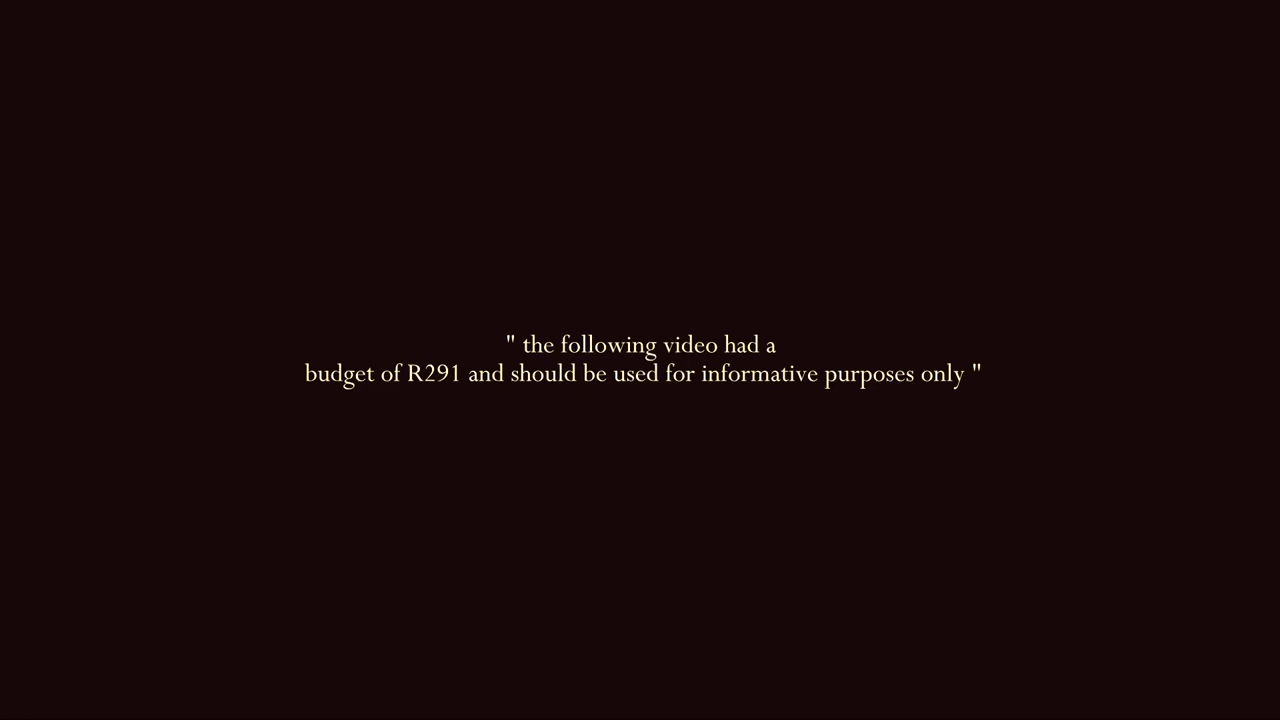 " the following video had a
budget of R291 and should be used for informative purposes only "